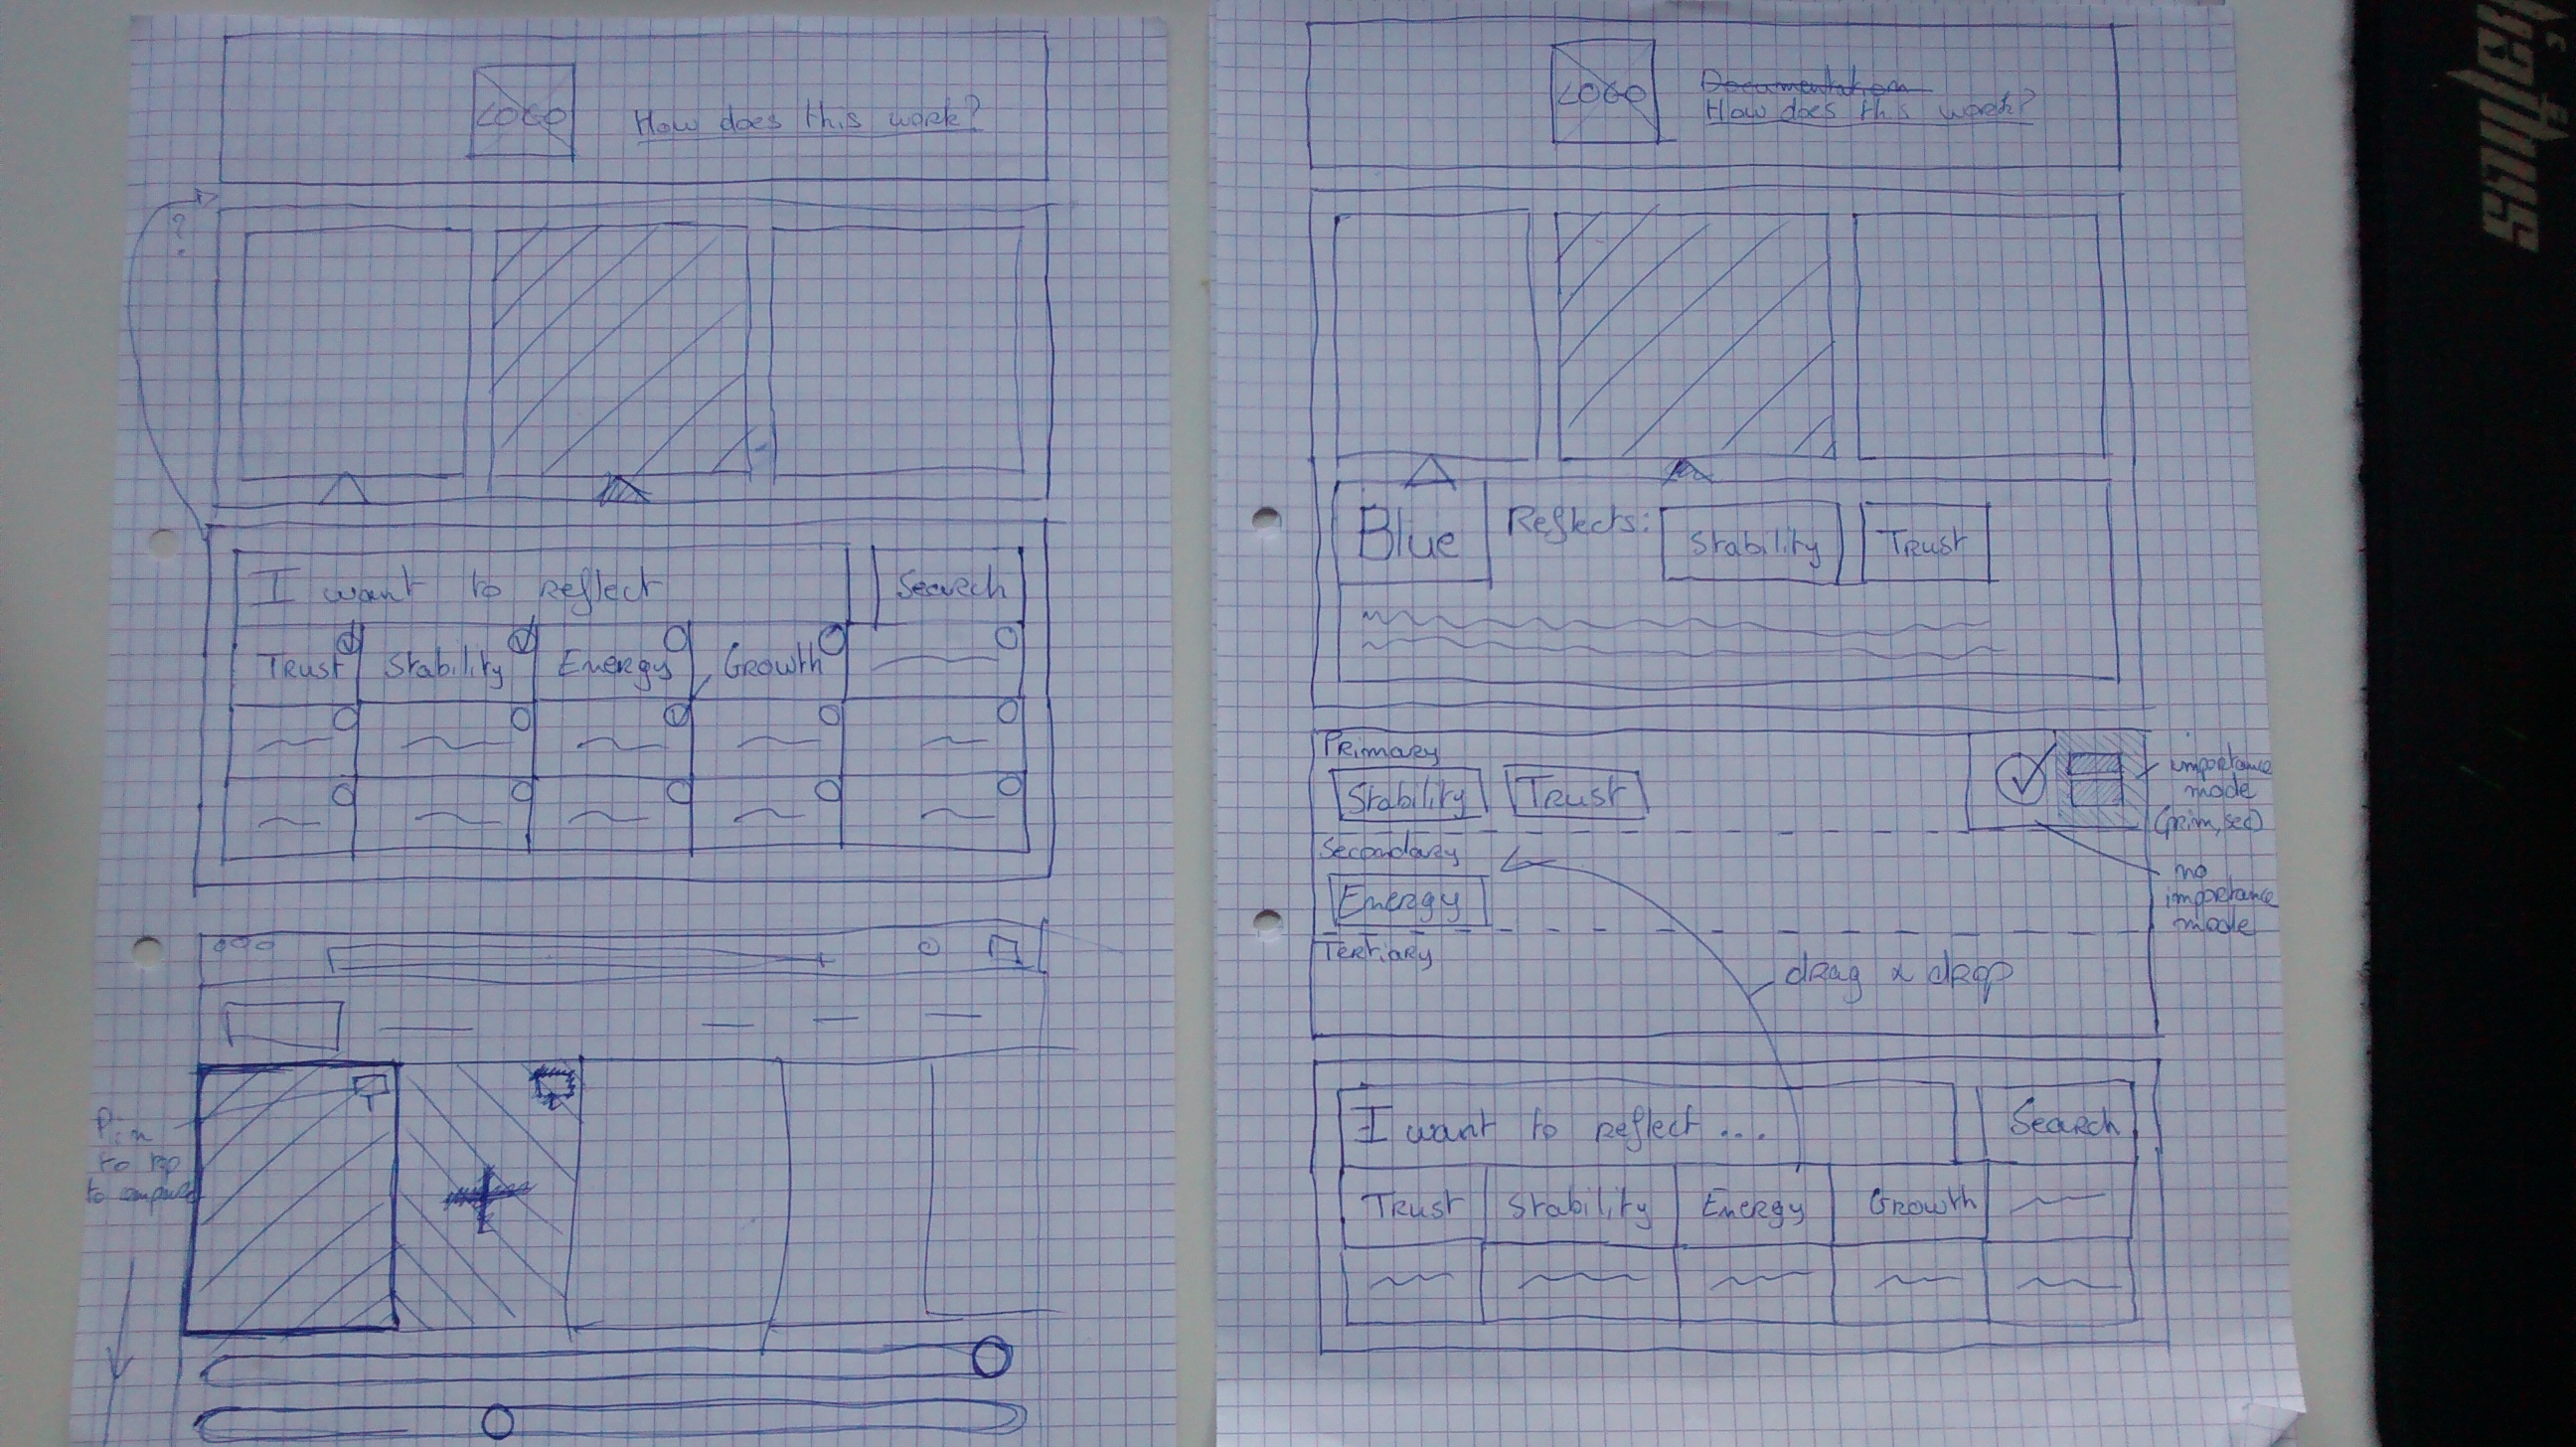 LOGO
How does this work?
?
I want to reflect
Search
Trust
Stability
Energy
Growth
Pin
to top
to compare
LOGO
Documentation
How does this work?
Blue
Reflects:
Stability
Trust
Primary
Stability
Trust
importance
mode
(prim, sec)
Secondary
Energy
no
importance
mode
Tertiary
drag & drop
I want to reflect ....
Search
Trust
Stability
Energy
Growth